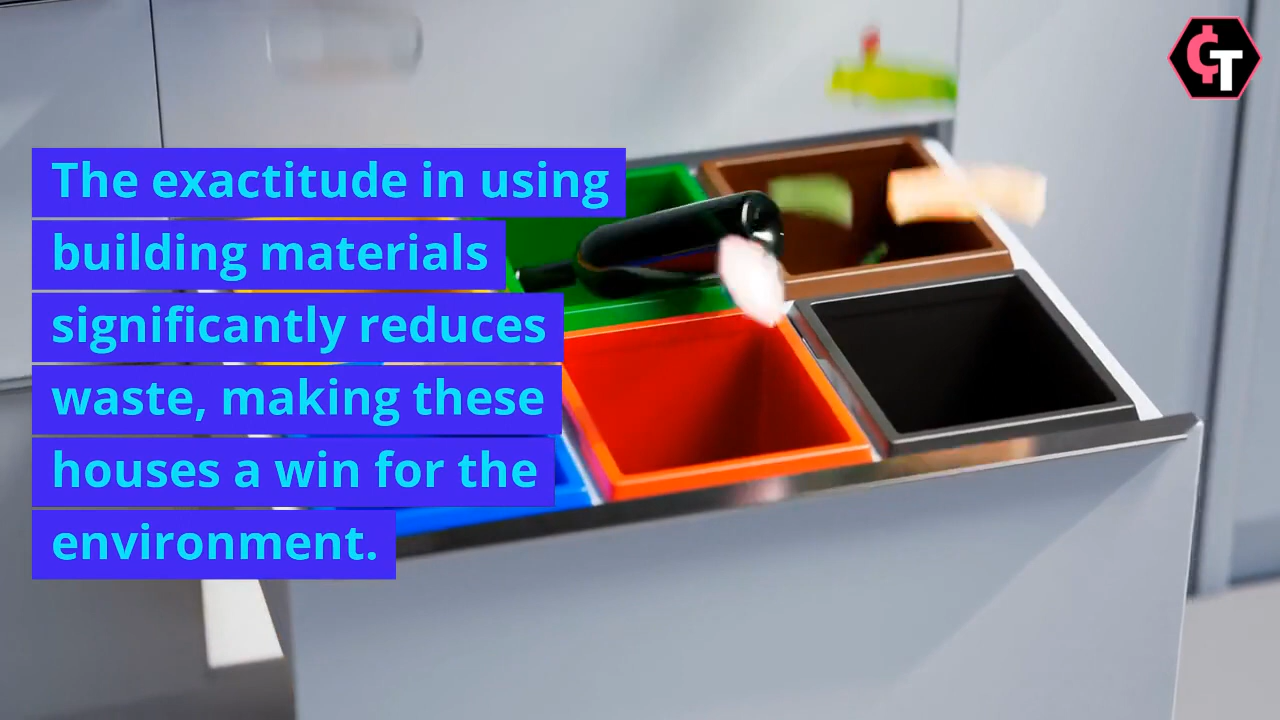 The exactitude in using
building materials
significantly reduces
waste, making these
houses a win for the
environment.
¢T